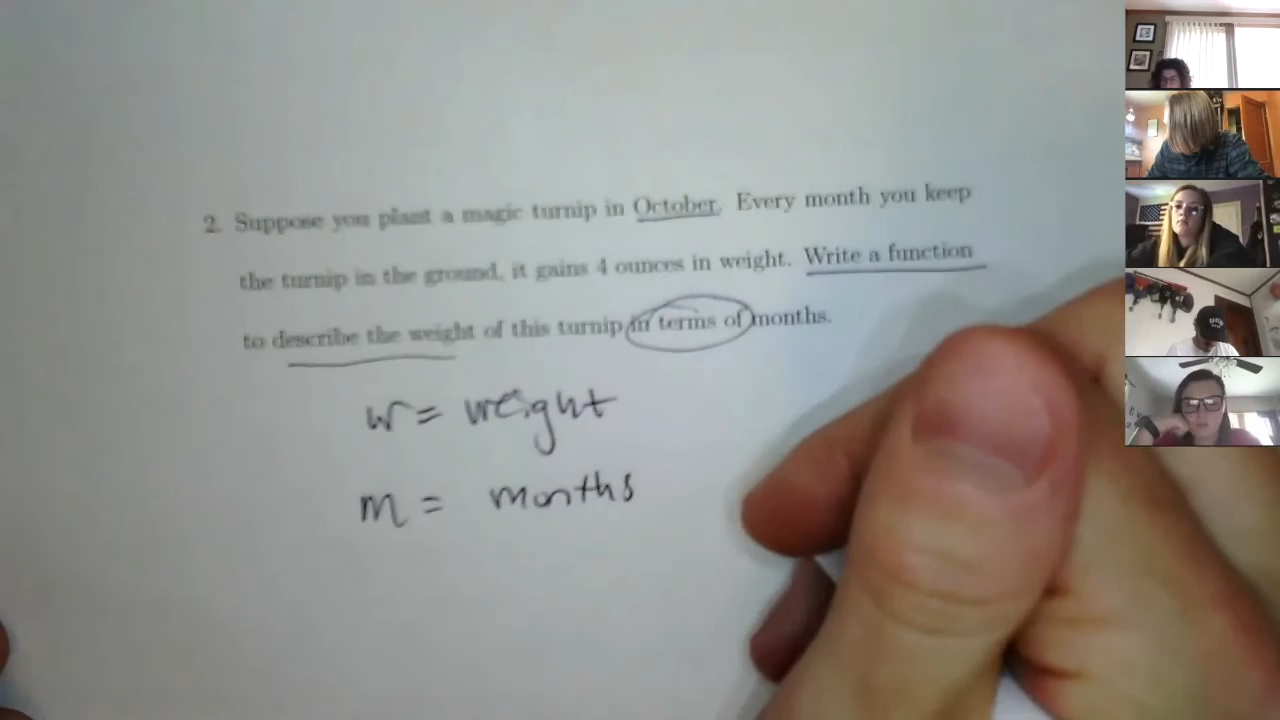 2. Suppose you plant a magic turnip in October. Every month you keep
the turnip in the ground, it gains 4 ounces in weight. Write a function
to describe the weight of this turnip in terms of months.
w = weight
m = months